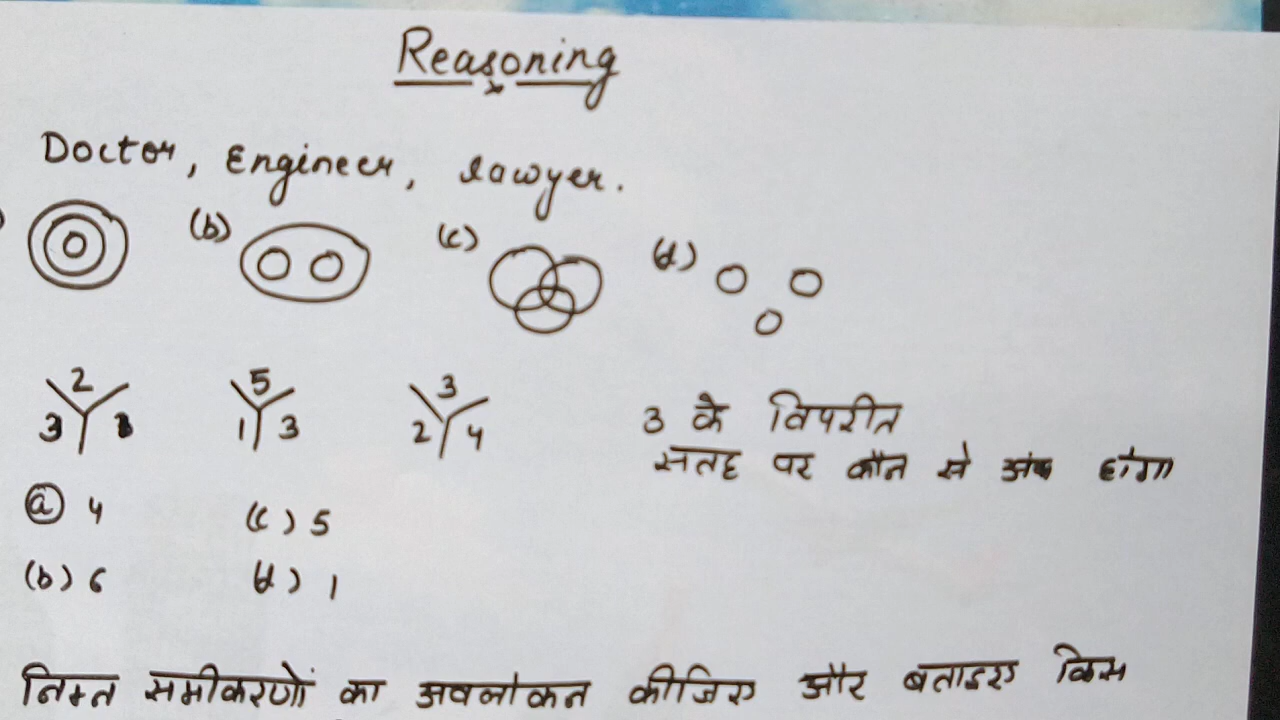 Reasoning
Doctor, Engineer, lawyer.
(b) (c) (d)
2 5 3
3 1 1 3 2 4
3 के विपरीत
सतह पर कौन से अंक होगा
(a) 4 (c) 5
(b) 6 (d) 1
निम्न समीकरणों का अवलोकन कीजिए और बताइए किस